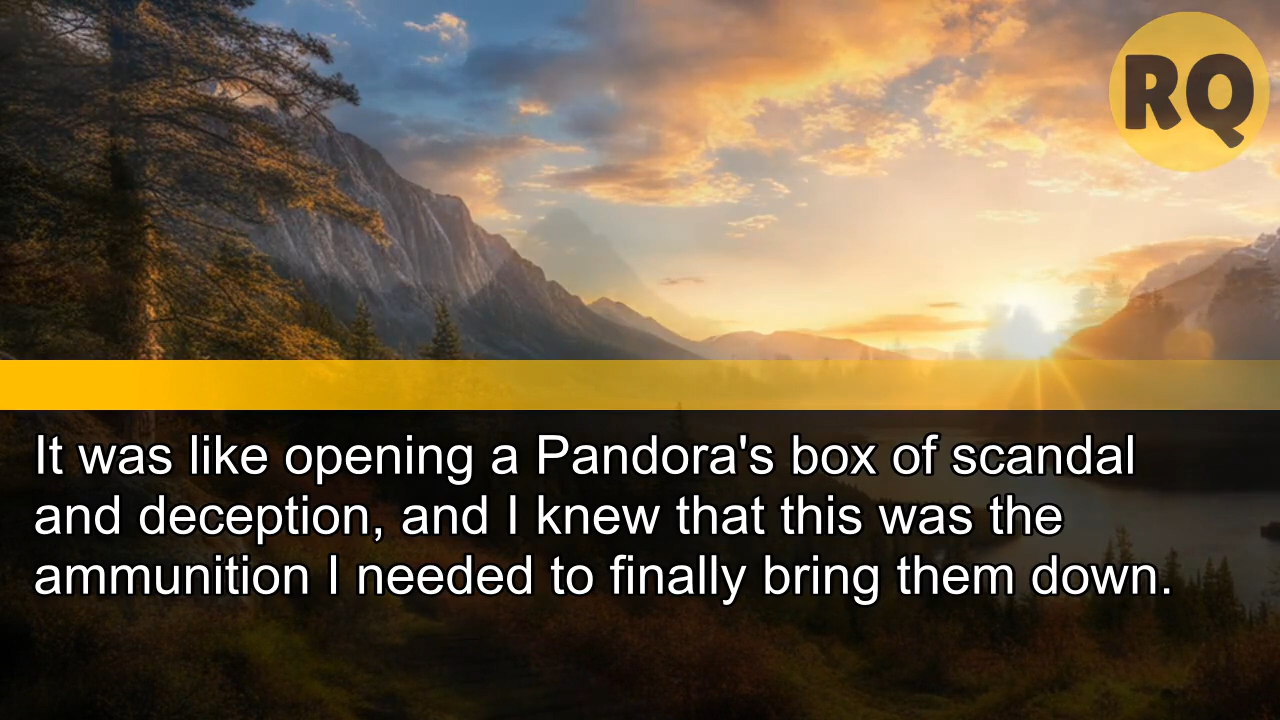 RQ
It was like opening a Pandora's box of scandal
and deception, and I knew that this was the
ammunition I needed to finally bring them down.